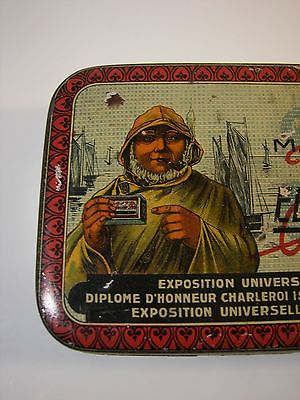 M
E
EXPOSITION UNIVERS
DIPLOME D'HONNEUR CHARLEROI 1
EXPOSITION UNIVERSELL